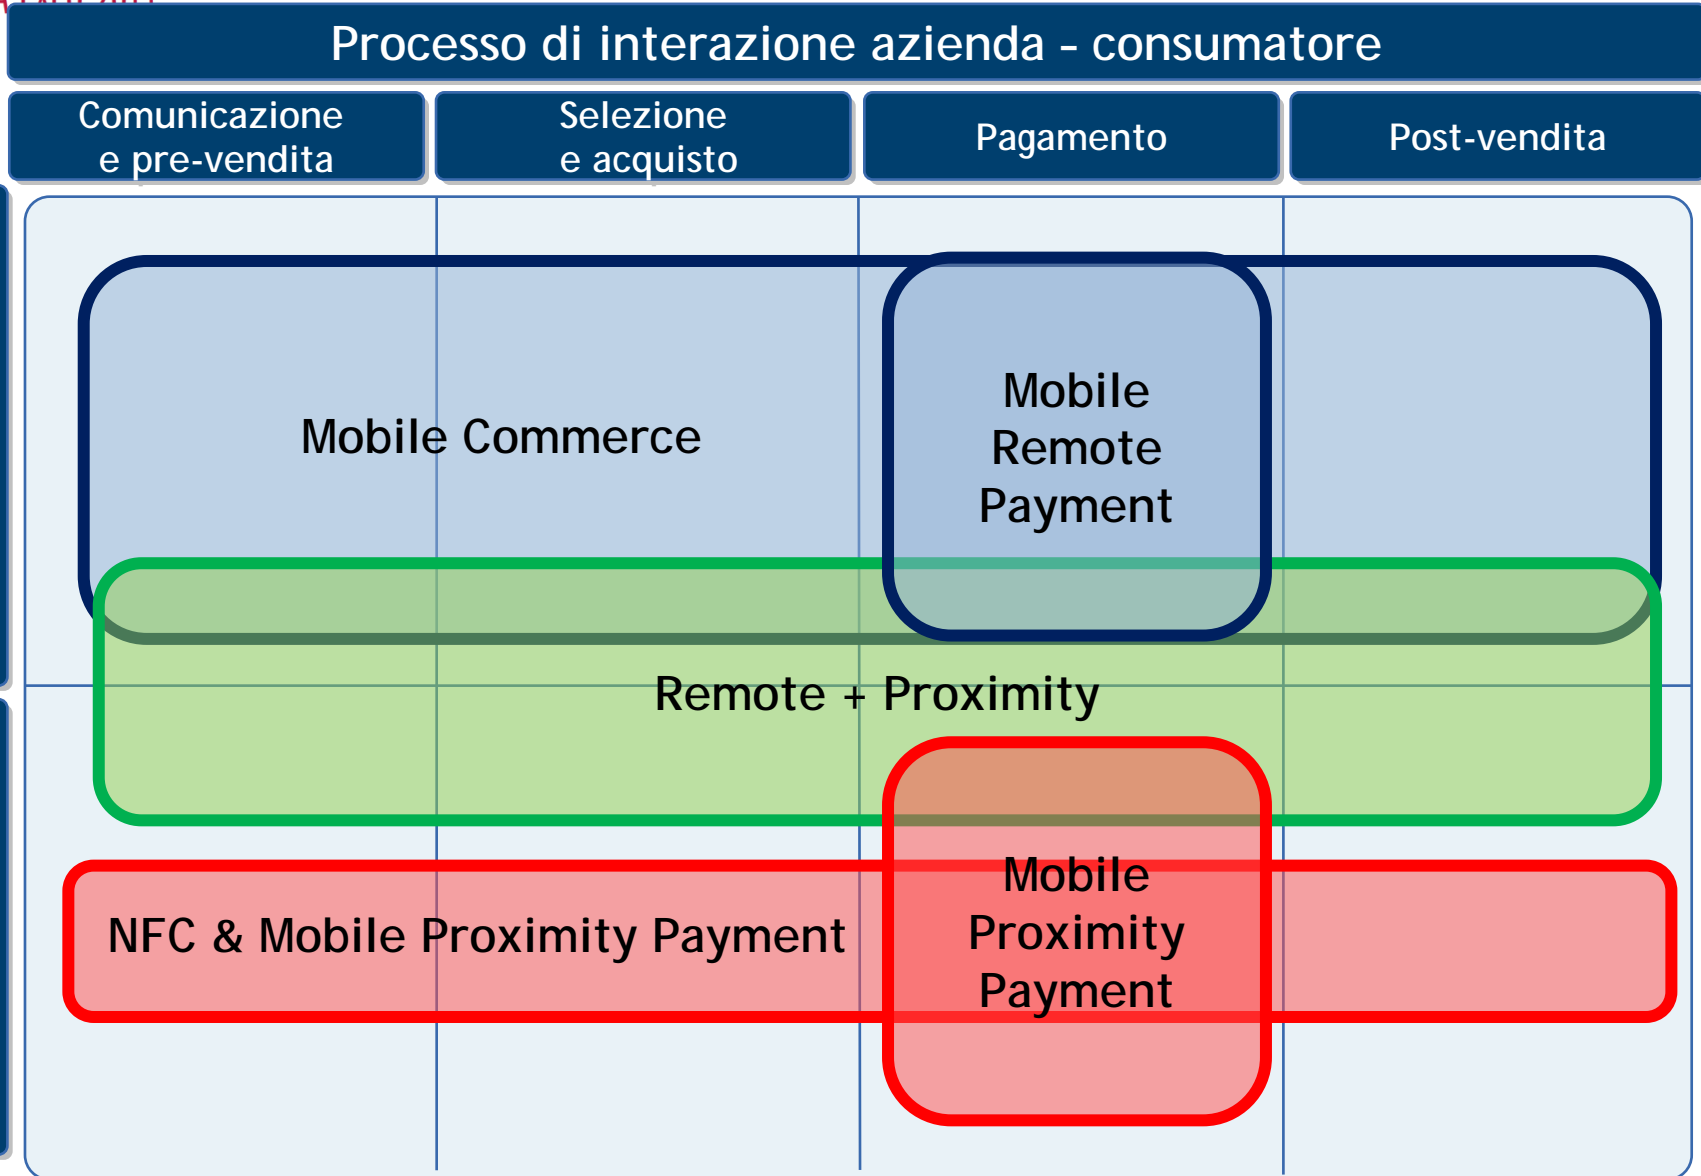 Processo di interazione azienda - consumatore
Comunicazione
e pre-vendita
Selezione
e acquisto
Pagamento
Post-vendita
Mobile Commerce
Mobile
Remote
Payment
Remote + Proximity
NFC & Mobile Proximity Payment
Mobile
Proximity
Payment